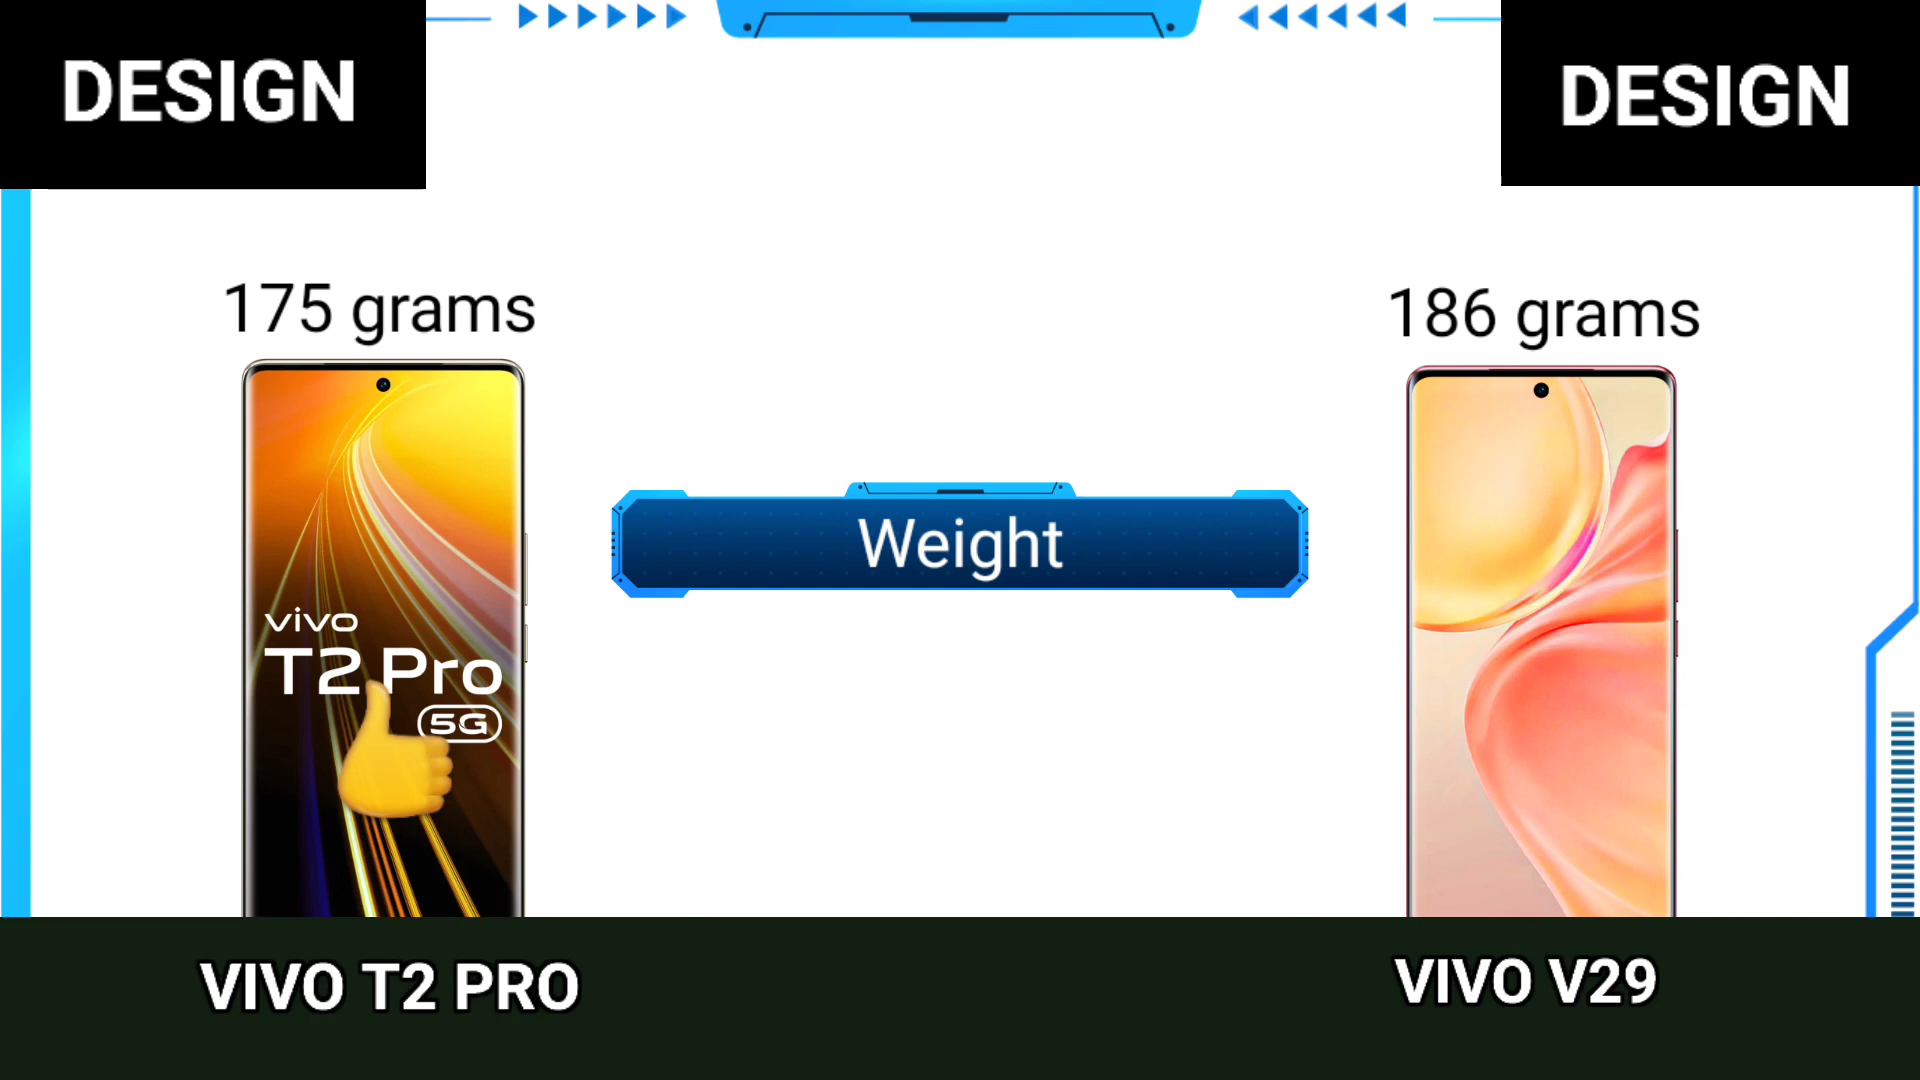 DESIGN
DESIGN
175 grams
186 grams
Weight
vivo
T2 Pro
5G
VIVO T2 PRO
VIVO V29